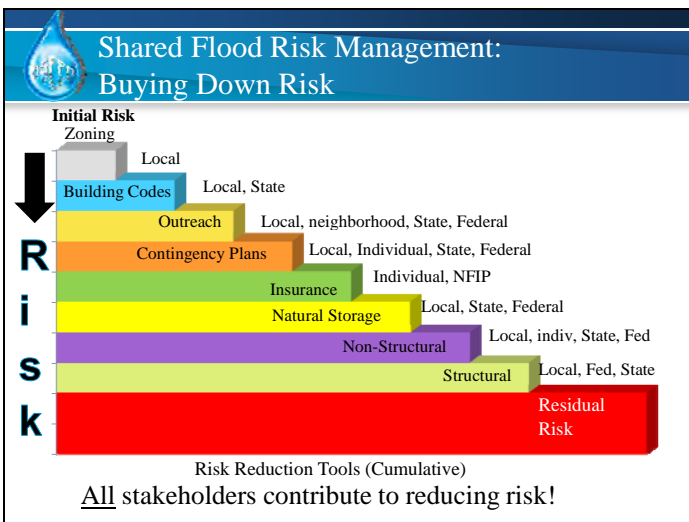 Shared Flood Risk Management:
Buying Down Risk
Initial Risk
Zoning
Local
Building Codes
Local, State
Outreach
Local, neighborhood, State, Federal
Contingency Plans
Local, Individual, State, Federal
Insurance
Individual, NFIP
Natural Storage
Local, State, Federal
Non-Structural
Local, indiv, State, Fed
Structural
Local, Fed, State
Residual
Risk
Risk
Risk Reduction Tools (Cumulative)
All stakeholders contribute to reducing risk!